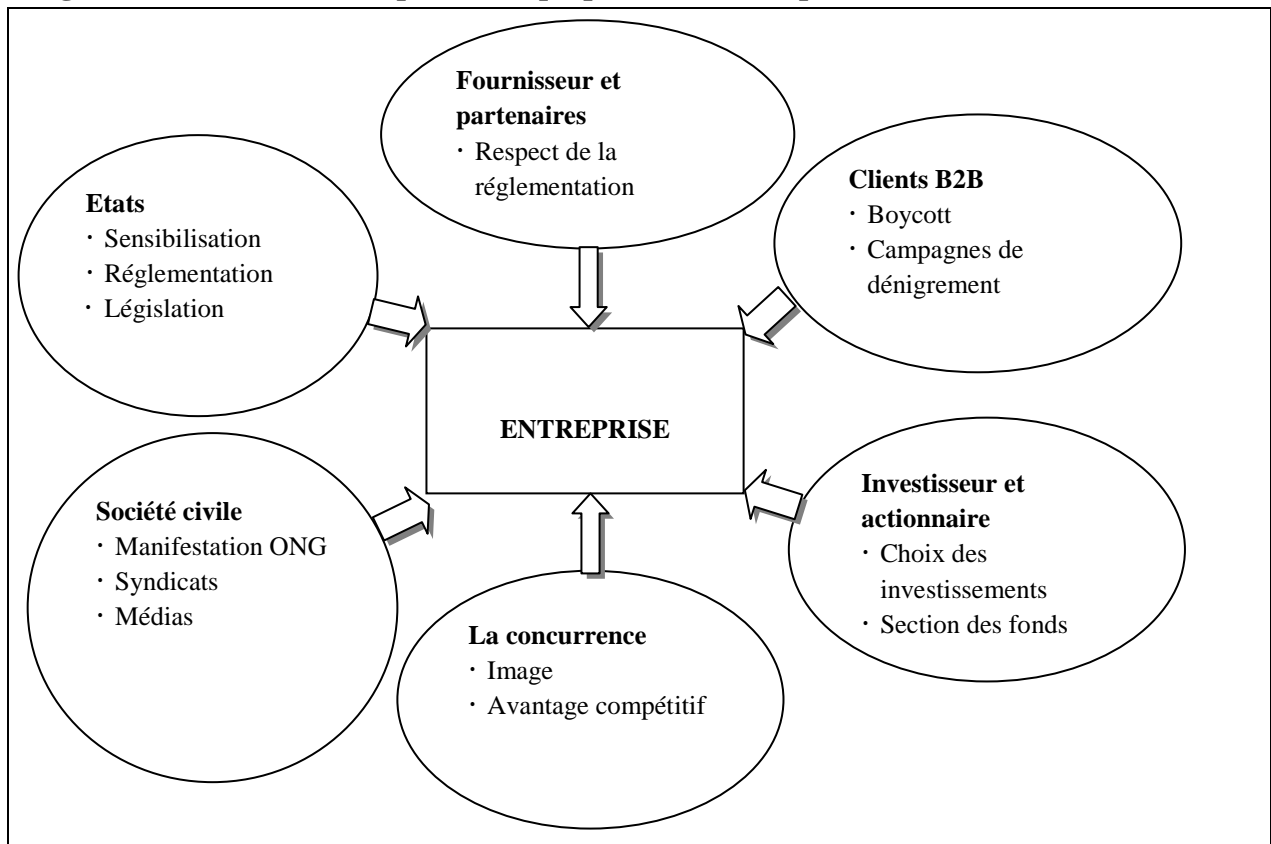 Fournisseur et
partenaires
· Respect de la
réglementation
Clients B2B
· Boycott
· Campagnes de
dénigrement
Etats
· Sensibilisation
· Réglementation
· Législation
ENTREPRISE
Investisseur et
actionnaire
· Choix des
investissements
· Section des fonds
Société civile
· Manifestation ONG
· Syndicats
· Médias
La concurrence
· Image
· Avantage compétitif